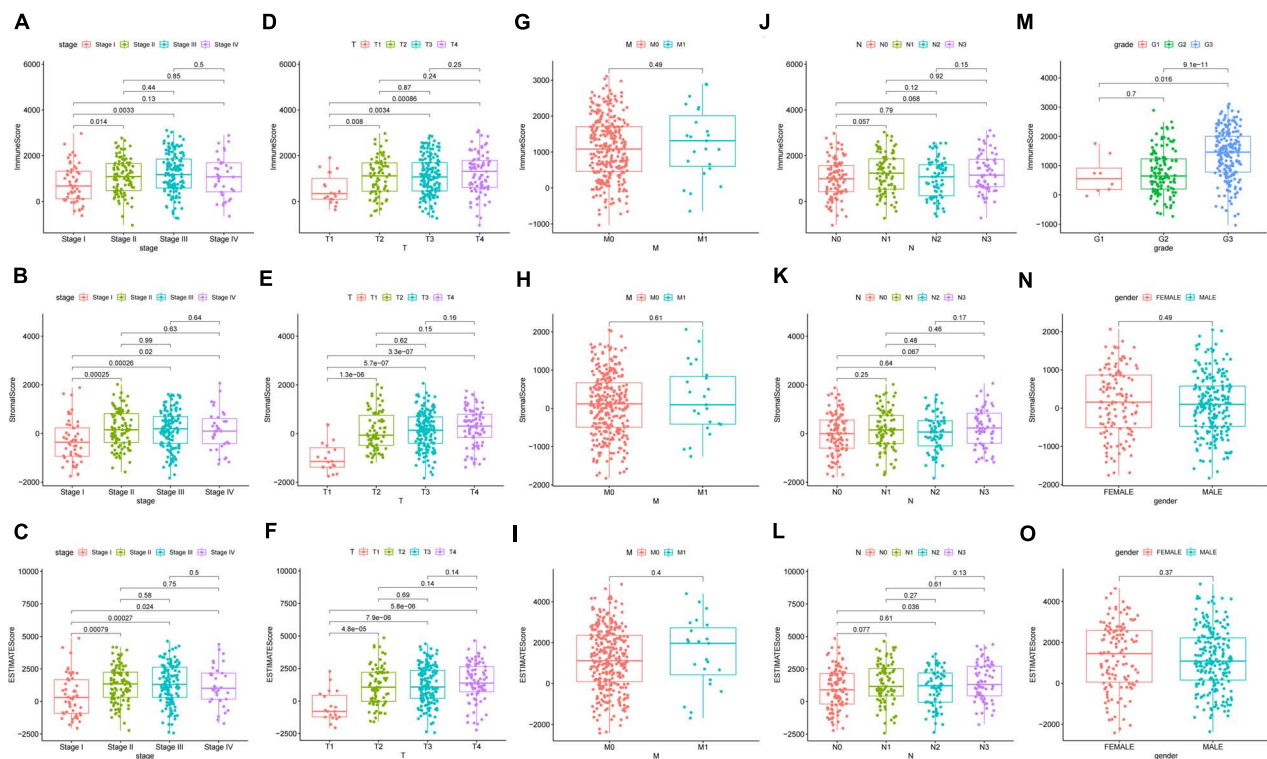 A
stage Stage I Stage II Stage III Stage IV
6000
4000
2000
0
ImmuneScore
0.5
0.85
0.44
0.13
0.0033
0.014
Stage I Stage II Stage III Stage IV
stage
D
T T1 T2 T3 T4
6000
4000
2000
0
ImmuneScore
0.25
0.24
0.87
0.00086
0.0034
0.008
T1 T2 T3 T4
T
G
M M0 M1
3000
2000
1000
0
−1000
ImmuneScore
0.49
M0 M1
M
J
N N0 N1 N2 N3
6000
4000
2000
0
ImmuneScore
0.15
0.92
0.12
0.068
0.79
0.057
N0 N1 N2 N3
N
M
grade G1 G2 G3
6000
5000
4000
3000
2000
1000
0
−1000
ImmuneScore
9.1e−11
0.016
0.7
G1 G2 G3
grade
B
stage Stage I Stage II Stage III Stage IV
4000
2000
0
−2000
StromalScore
0.64
0.63
0.99
0.02
0.00026
0.00025
Stage I Stage II Stage III Stage IV
stage
E
T T1 T2 T3 T4
4000
2000
0
−2000
StromalScore
0.16
0.15
0.62
3.3e−07
5.7e−07
1.3e−06
T1 T2 T3 T4
T
H
M M0 M1
2000
1000
0
−1000
−2000
StromalScore
0.61
M0 M1
M
K
N N0 N1 N2 N3
4000
2000
0
−2000
StromalScore
0.17
0.46
0.48
0.067
0.64
0.25
N0 N1 N2 N3
N
N
gender FEMALE MALE
2000
1000
0
−1000
−2000
StromalScore
0.49
FEMALE MALE
gender
C
stage Stage I Stage II Stage III Stage IV
10000
7500
5000
2500
0
−2500
ESTIMATEScore
0.5
0.75
0.58
0.024
0.00027
0.00079
Stage I Stage II Stage III Stage IV
stage
F
T T1 T2 T3 T4
10000
7500
5000
2500
0
−2500
ESTIMATEScore
0.14
0.14
0.69
5.8e−06
7.9e−06
4.8e−05
T1 T2 T3 T4
T
I
M M0 M1
4000
2000
0
−2000
ESTIMATEScore
0.4
M0 M1
M
L
N N0 N1 N2 N3
10000
7500
5000
2500
0
−2500
ESTIMATEScore
0.13
0.61
0.27
0.036
0.61
0.077
N0 N1 N2 N3
N
O
gender FEMALE MALE
4000
2000
0
−2000
ESTIMATEScore
0.37
FEMALE MALE
gender